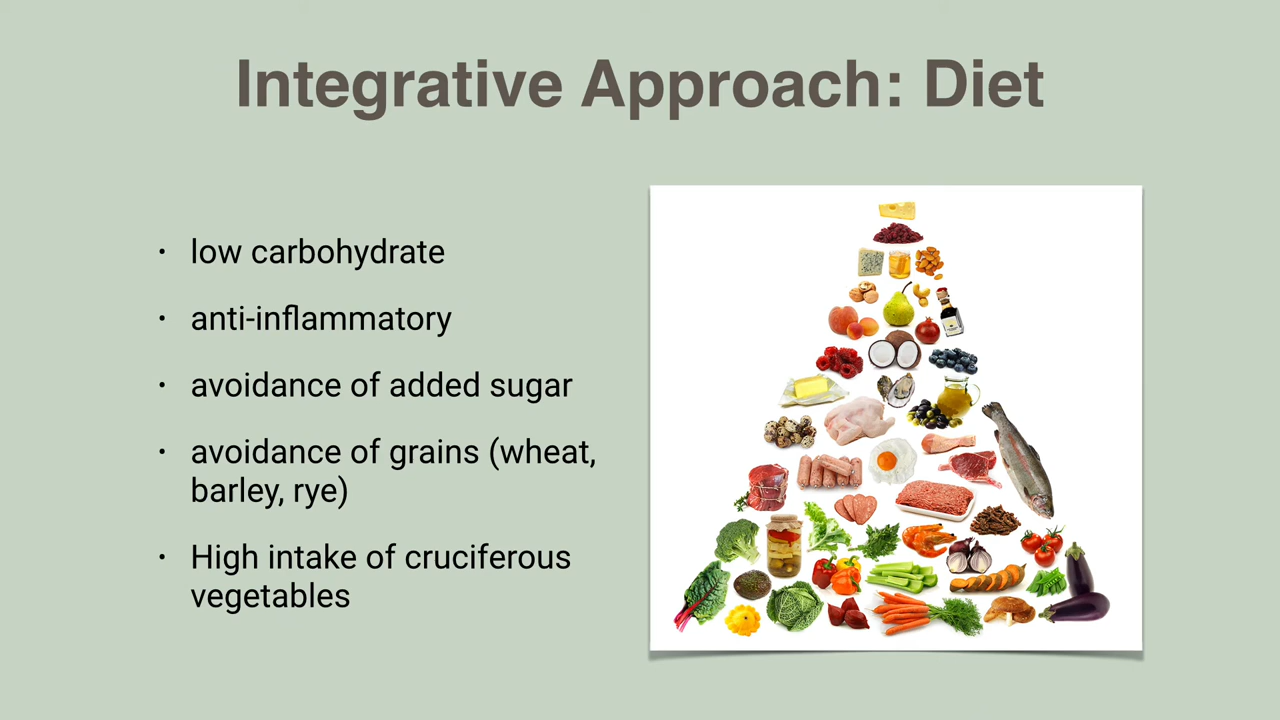 Integrative Approach: Diet
• low carbohydrate
• anti-inflammatory
• avoidance of added sugar
• avoidance of grains (wheat,
barley, rye)
• High intake of cruciferous
vegetables